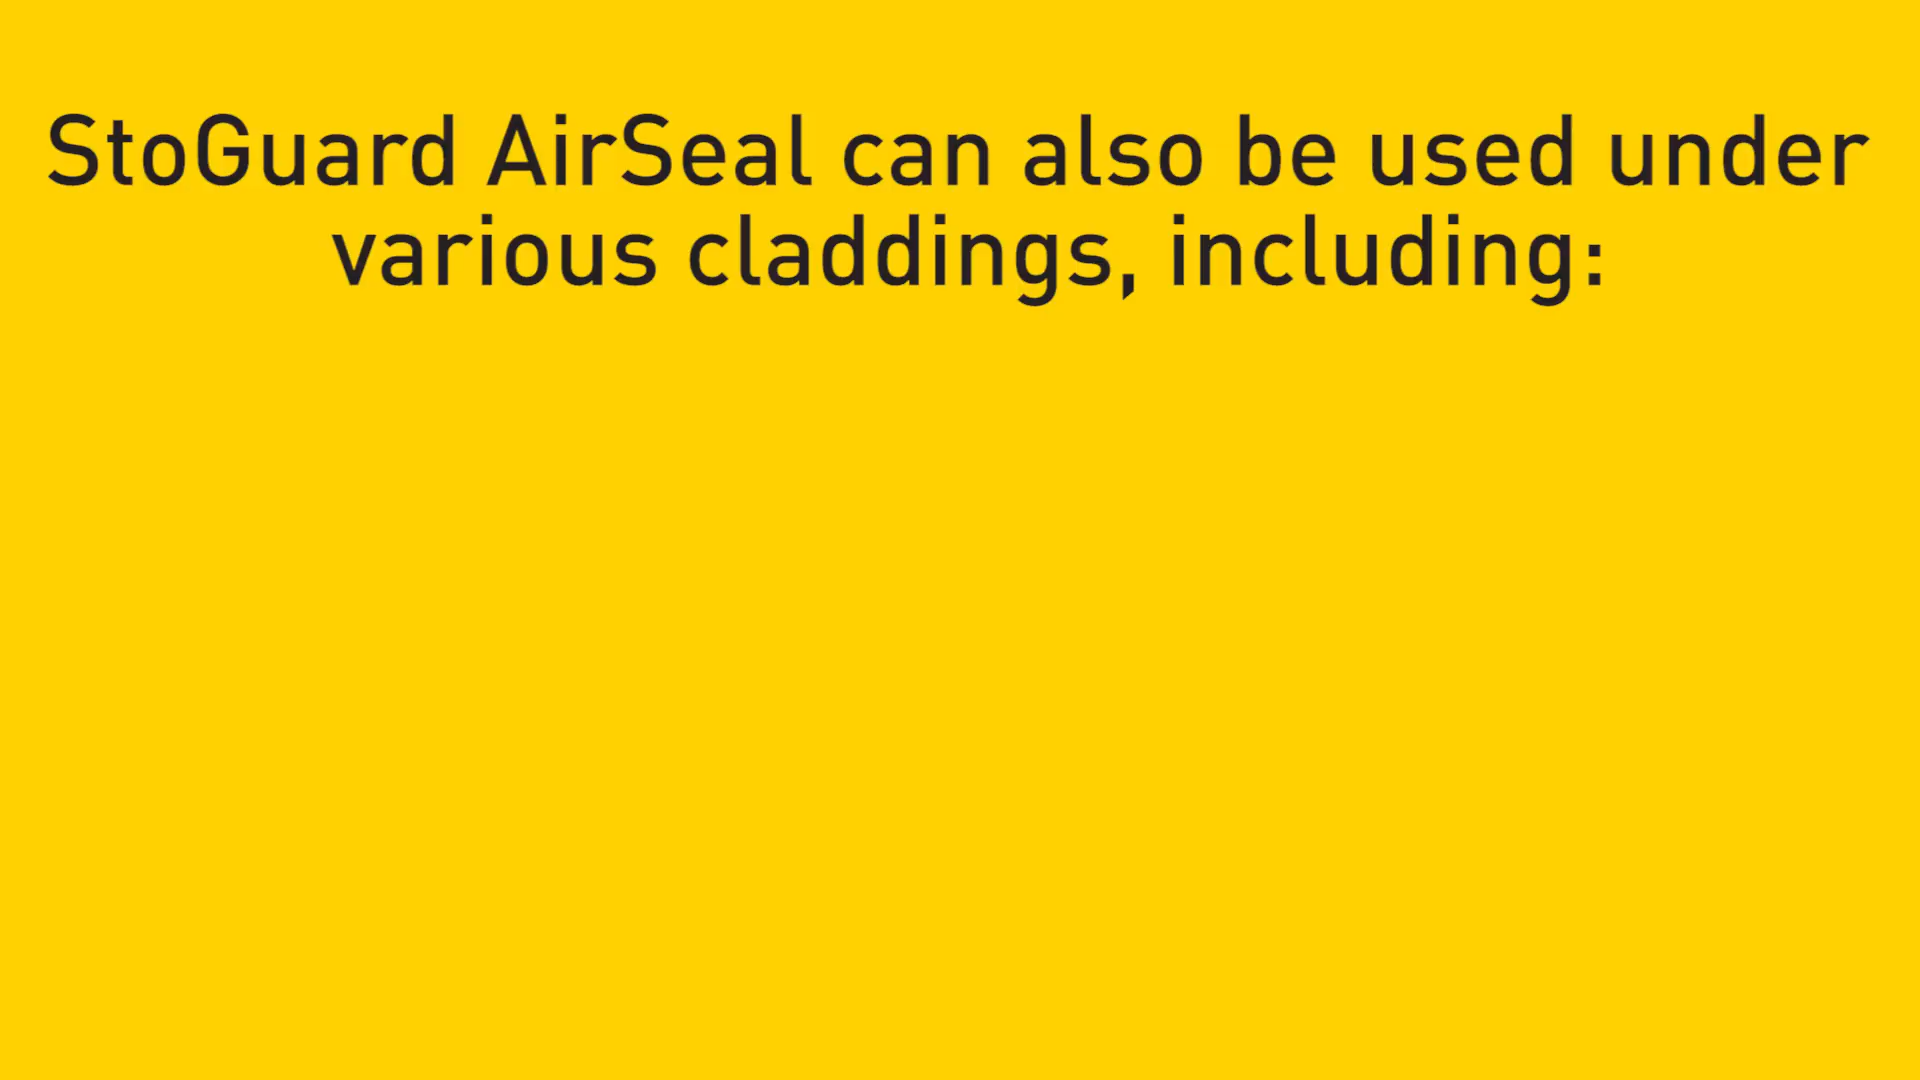 StoGuard AirSeal can also be used under
various claddings, including: